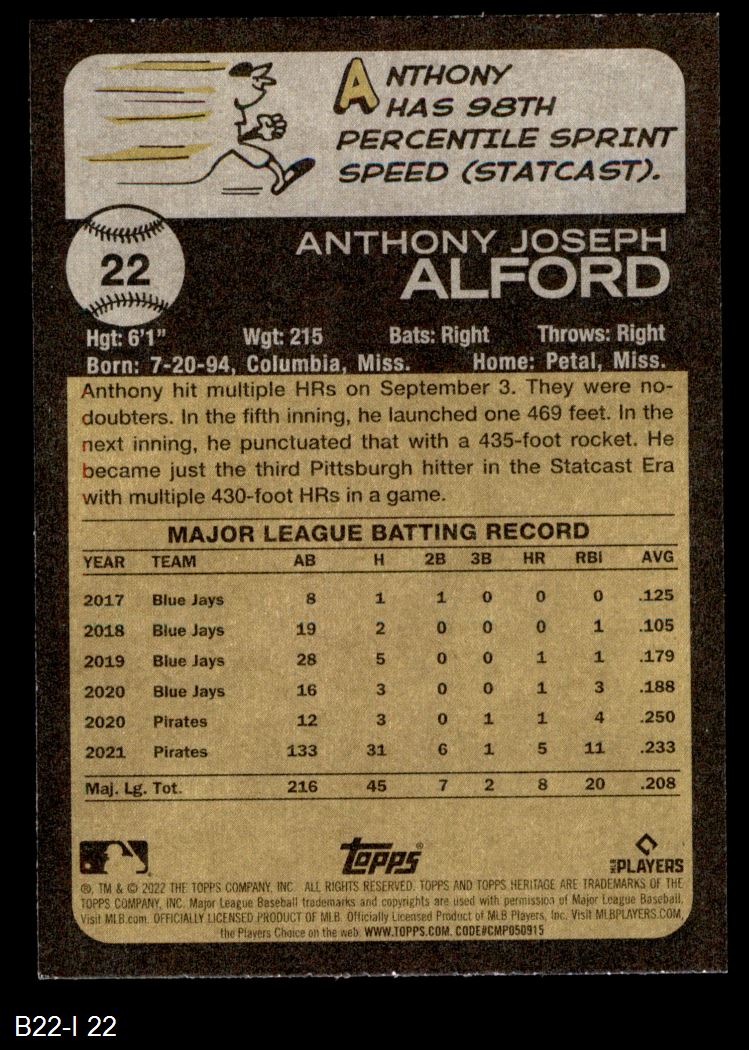 ANTHONY
HAS 98TH
PERCENTILE SPRINT
SPEED (STATCAST).
22
ANTHONY JOSEPH
ALFORD
Hgt: 6'1" Wgt: 215 Bats: Right Throws: Right
Born: 7-20-94, Columbia, Miss. Home: Petal, Miss.
Anthony hit multiple HRs on September 3. They were no-
doubters. In the fifth inning, he launched one 469 feet. In the
next inning, he punctuated that with a 435-foot rocket. He
became just the third Pittsburgh hitter in the Statcast Era
with multiple 430-foot HRs in a game.
MAJOR LEAGUE BATTING RECORD
YEAR TEAM AB H 2B 3B HR RBI AVG
2017 Blue Jays 8 1 1 0 0 0 .125
2018 Blue Jays 19 2 0 0 0 1 .105
2019 Blue Jays 28 5 0 0 1 1 .179
2020 Blue Jays 16 3 0 0 1 3 .188
2020 Pirates 12 3 0 1 1 4 .250
2021 Pirates 133 31 6 1 5 11 .233
Maj. Lg. Tot. 216 45 7 2 8 20 .208
Topps®
MLB PLAYERS
®, TM & © 2022 THE TOPPS COMPANY, INC. ALL RIGHTS RESERVED. TOPPS AND TOPPS HERITAGE ARE TRADEMARKS OF THE
TOPPS COMPANY, INC. Major League Baseball trademarks and copyrights are used with permission of Major League Baseball.
Visit MLB.com. OFFICIALLY LICENSED PRODUCT OF MLB Officially Licensed Product of MLB Players, Inc. Visit MLBPLAYERS.COM,
the Players Choice on the web. WWW.TOPPS.COM. CODE#CMP050915
B22-I 22